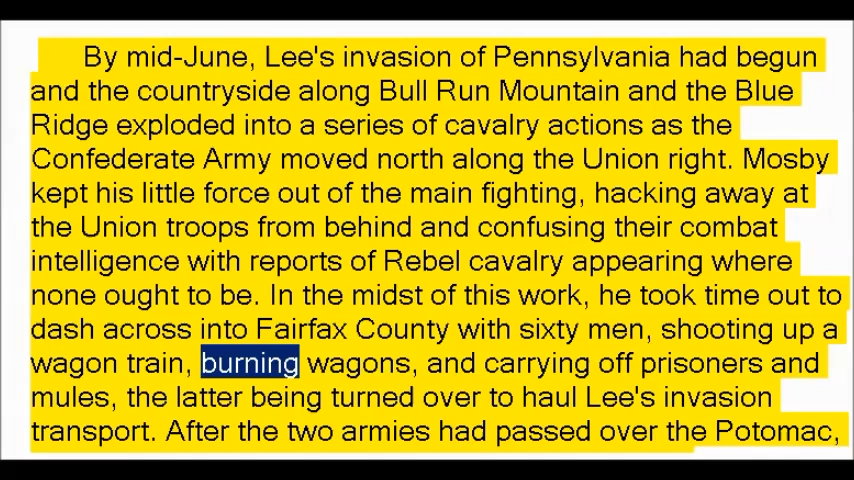 By mid-June, Lee's invasion of Pennsylvania had begun
and the countryside along Bull Run Mountain and the Blue
Ridge exploded into a series of cavalry actions as the
Confederate Army moved north along the Union right. Mosby
kept his little force out of the main fighting, hacking away at
the Union troops from behind and confusing their combat
intelligence with reports of Rebel cavalry appearing where
none ought to be. In the midst of this work, he took time out to
dash across into Fairfax County with sixty men, shooting up a
wagon train, burning wagons, and carrying off prisoners and
mules, the latter being turned over to haul Lee's invasion
transport. After the two armies had passed over the Potomac,